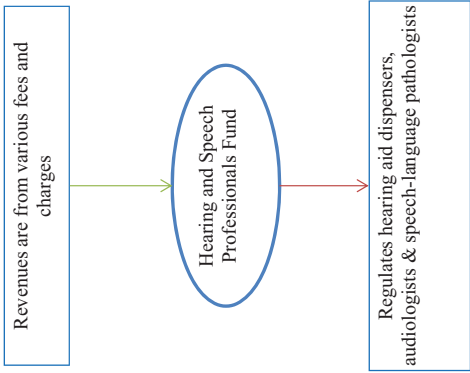 Revenues are from various fees and
charges
Hearing and Speech
Professionals Fund
Regulates hearing aid dispensers,
audiologists & speech-language pathologists